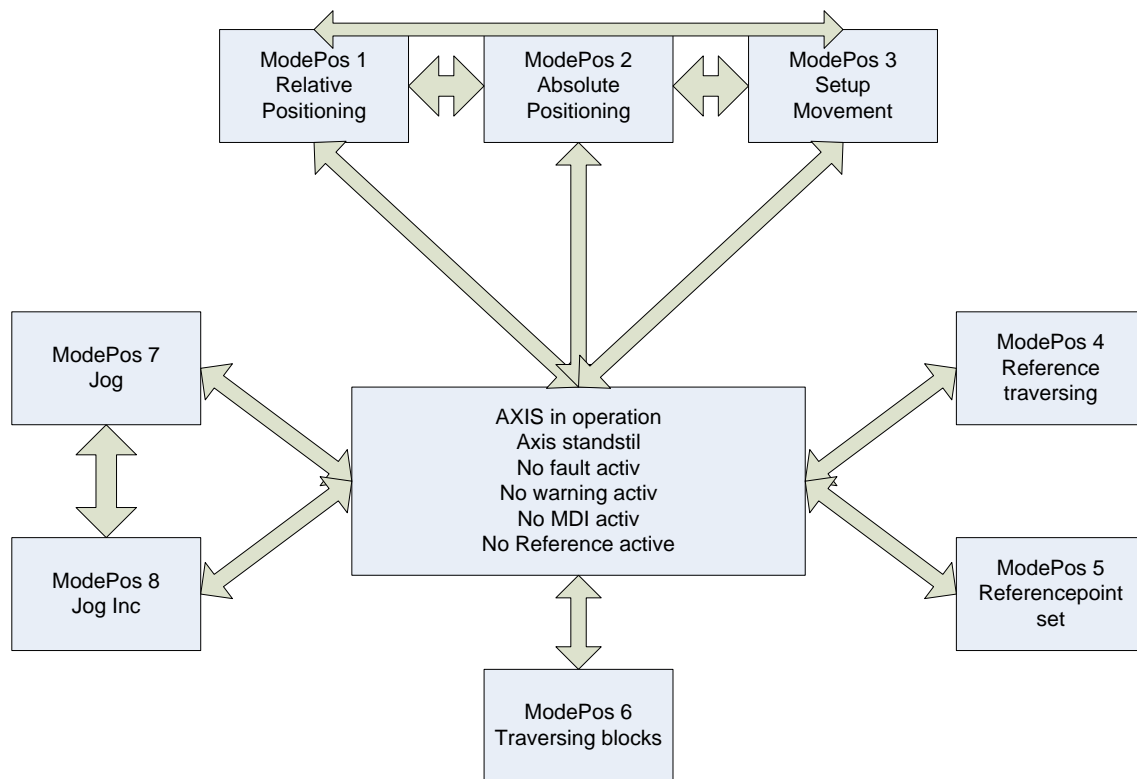 ModePos 1
Relative
Positioning
ModePos 2
Absolute
Positioning
ModePos 3
Setup
Movement
ModePos 7
Jog
ModePos 4
Reference
traversing
AXIS in operation
Axis standstil
No fault activ
No warning activ
No MDI activ
No Reference active
ModePos 8
Jog Inc
ModePos 5
Referencepoint
set
ModePos 6
Traversing blocks